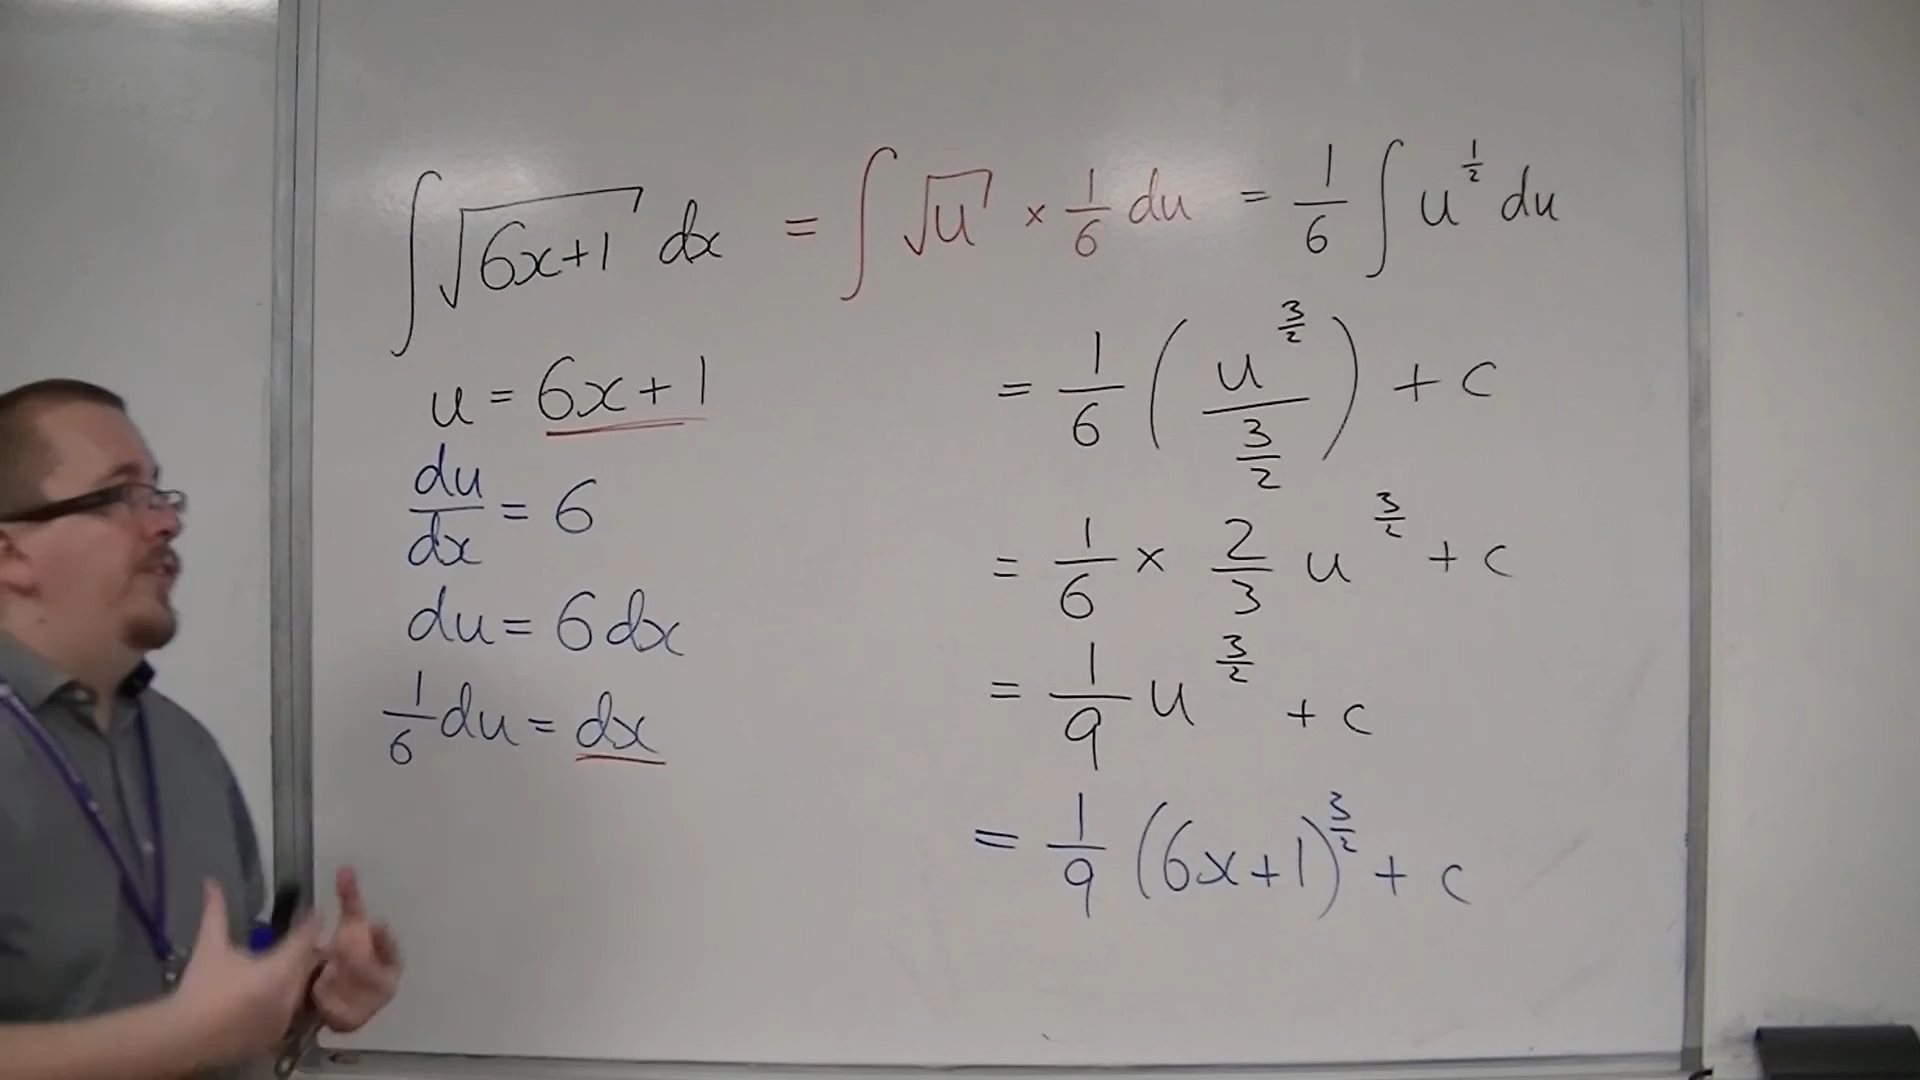 ∫√(6x+1) dx = ∫√u × 1/6 du = 1/6 ∫ u^(1/2) du
u = 6x+1
du/dx = 6
du = 6dx
1/6 du = dx
= 1/6 (u^(3/2) / (3/2)) + c
= 1/6 × 2/3 u^(3/2) + c
= 1/9 u^(3/2) + c
= 1/9 (6x+1)^(3/2) + c